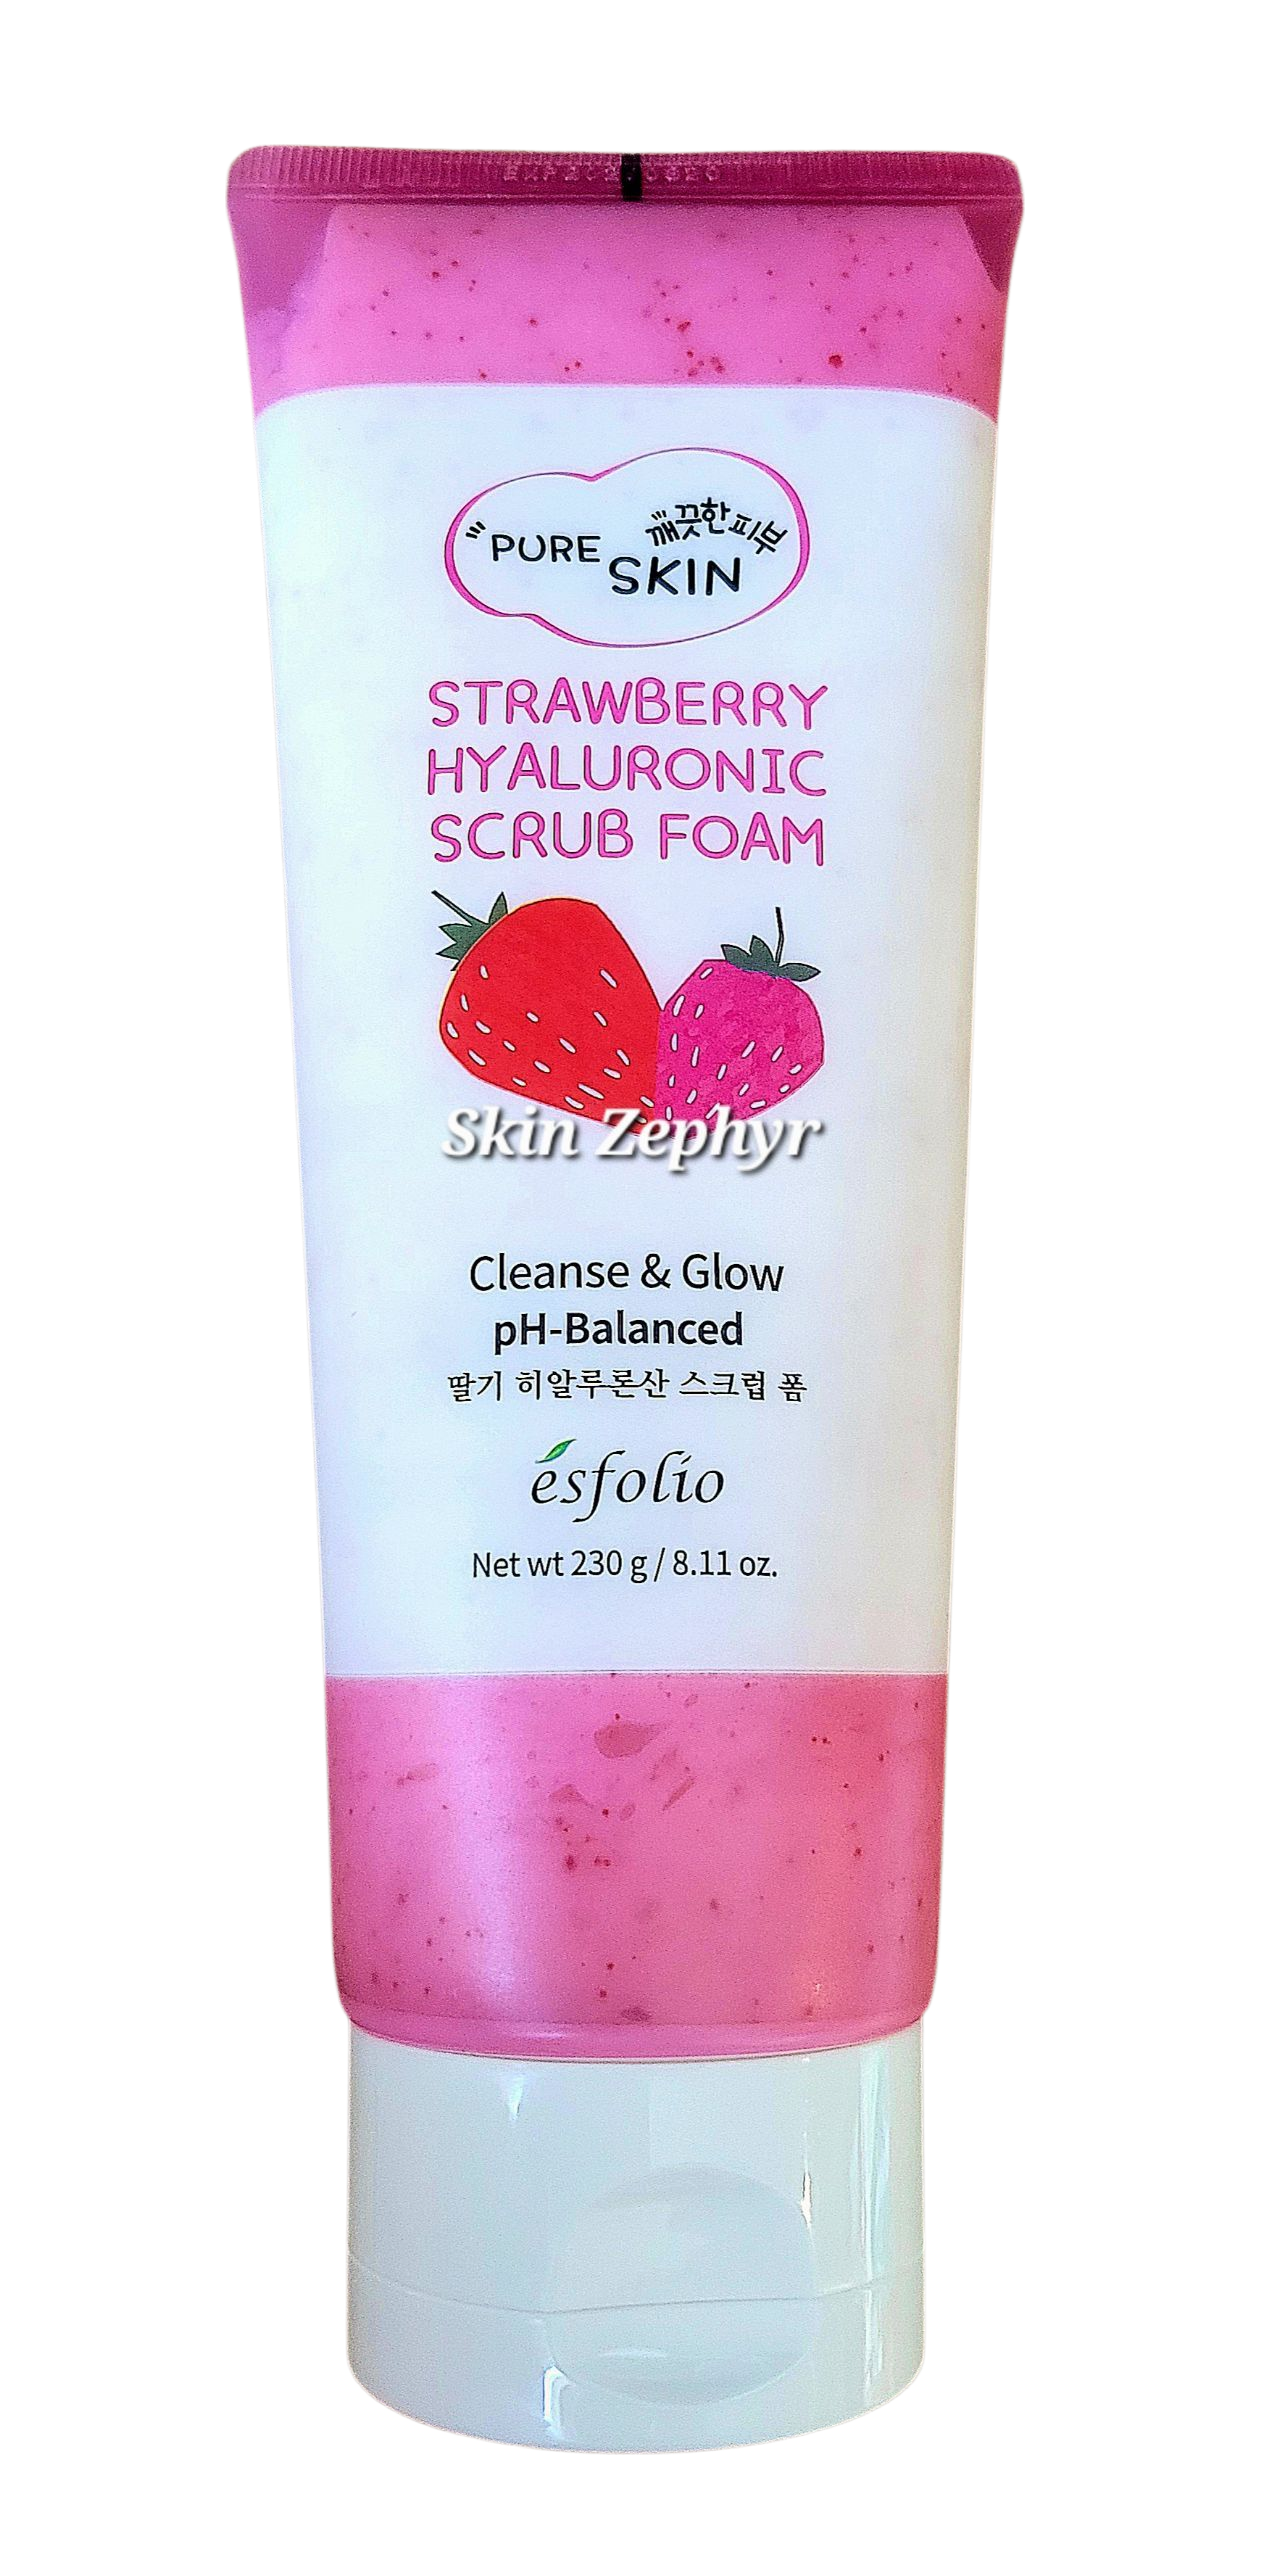 PURE 깨끗한피부
SKIN
STRAWBERRY
HYALURONIC
SCRUB FOAM
Skin Zephyr
Cleanse & Glow
pH-Balanced
딸기 히알루론산 스크럽 폼
esfolio
Net wt 230 g / 8.11 oz.